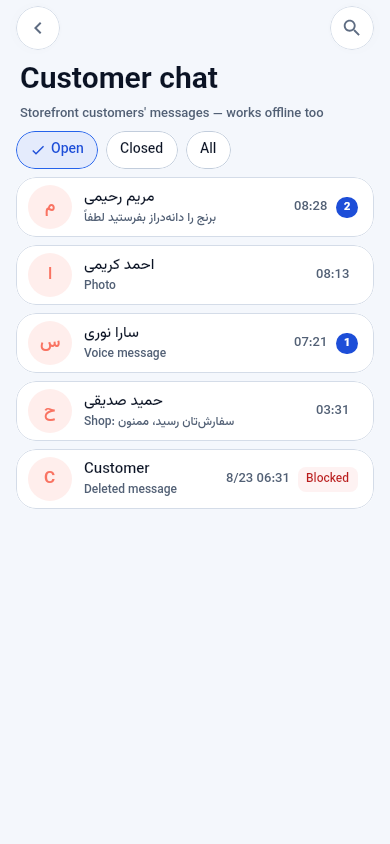 Customer chat
Storefront customers' messages — works offline too
Open
Closed
All
م
مریم رحیمی
برنج را دانه‌دراز بفرستید لطفاً
08:28
2
ا
احمد کریمی
Photo
08:13
س
سارا نوری
Voice message
07:21
1
ح
حمید صدیقی
Shop: سفارش‌تان رسید، ممنون
03:31
C
Customer
Deleted message
8/23 06:31
Blocked